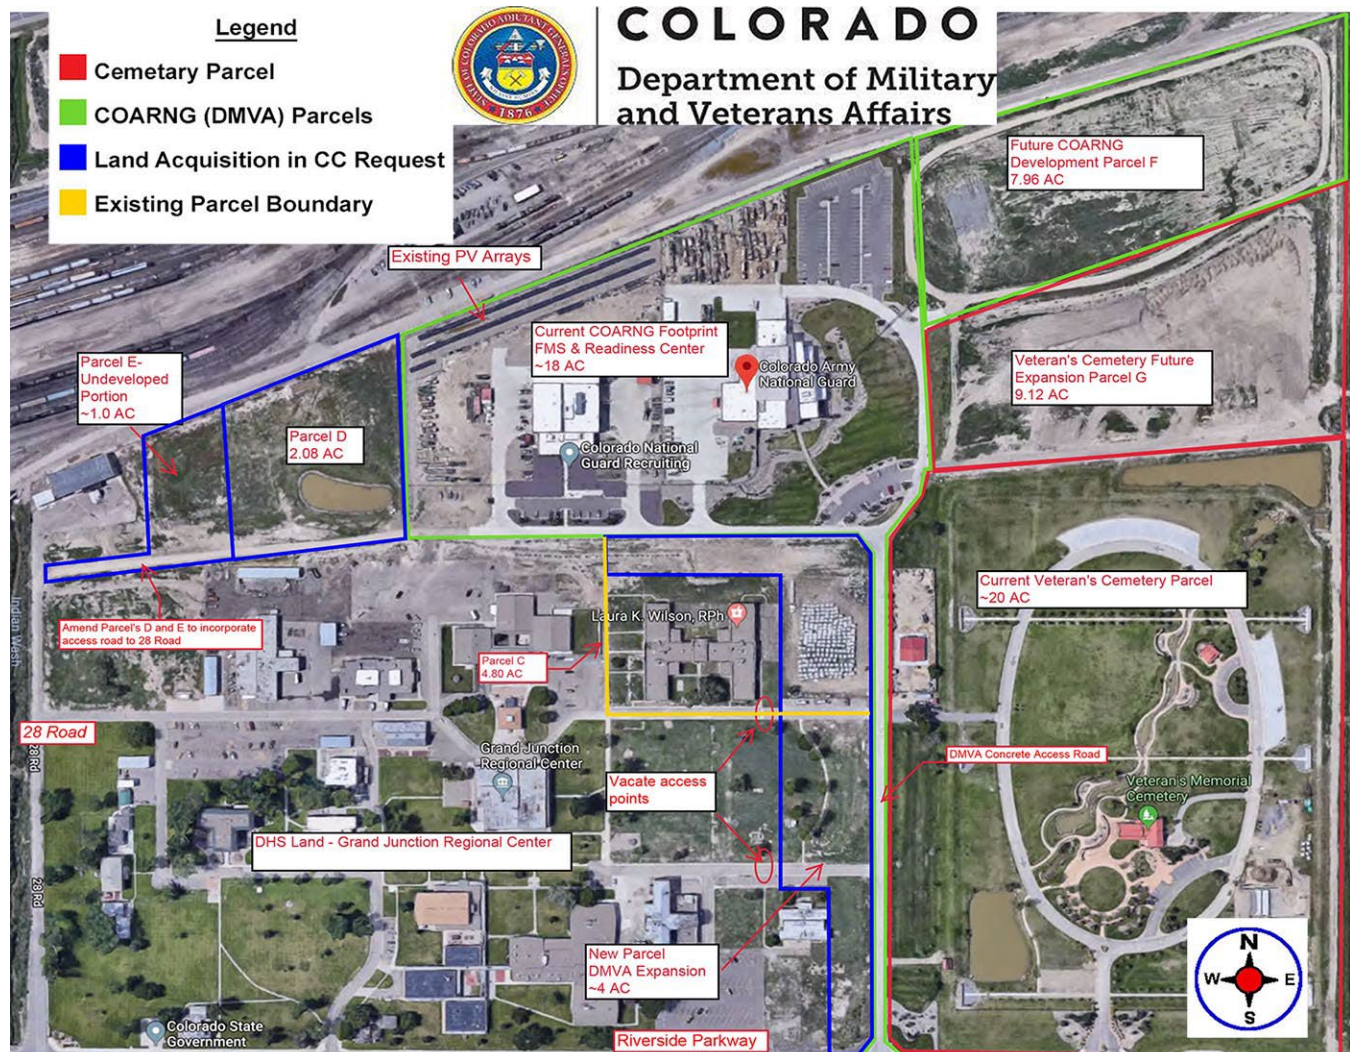 Legend
Cemetary Parcel
COARNG (DMVA) Parcels
Land Acquisition in CC Request
Existing Parcel Boundary
STATE OF COLORADO ADJUTANT GENERAL'S OFFICE
1876
COLORADO
Department of Military
and Veterans Affairs
Future COARNG
Development Parcel F
7.96 AC
Existing PV Arrays
Current COARNG Footprint
FMS & Readiness Center
~18 AC
Colorado Army
National Guard
Veteran's Cemetery Future
Expansion Parcel G
9.12 AC
Parcel E-
Undeveloped
Portion
~1.0 AC
Parcel D
2.08 AC
Colorado National
Guard Recruiting
Current Veteran's Cemetery Parcel
~20 AC
Indian Wash
Amend Parcel's D and E to incorporate
access road to 28 Road
Laura K. Wilson, RPh
Parcel C
4.80 AC
28 Road
28 Rd
Grand Junction
Regional Center
DMVA Concrete Access Road
Vacate access
points
Veteran's Memorial
Cemetery
DHS Land - Grand Junction Regional Center
28 Rd
New Parcel
DMVA Expansion
~4 AC
N
W
E
S
Colorado State
Government
Riverside Parkway